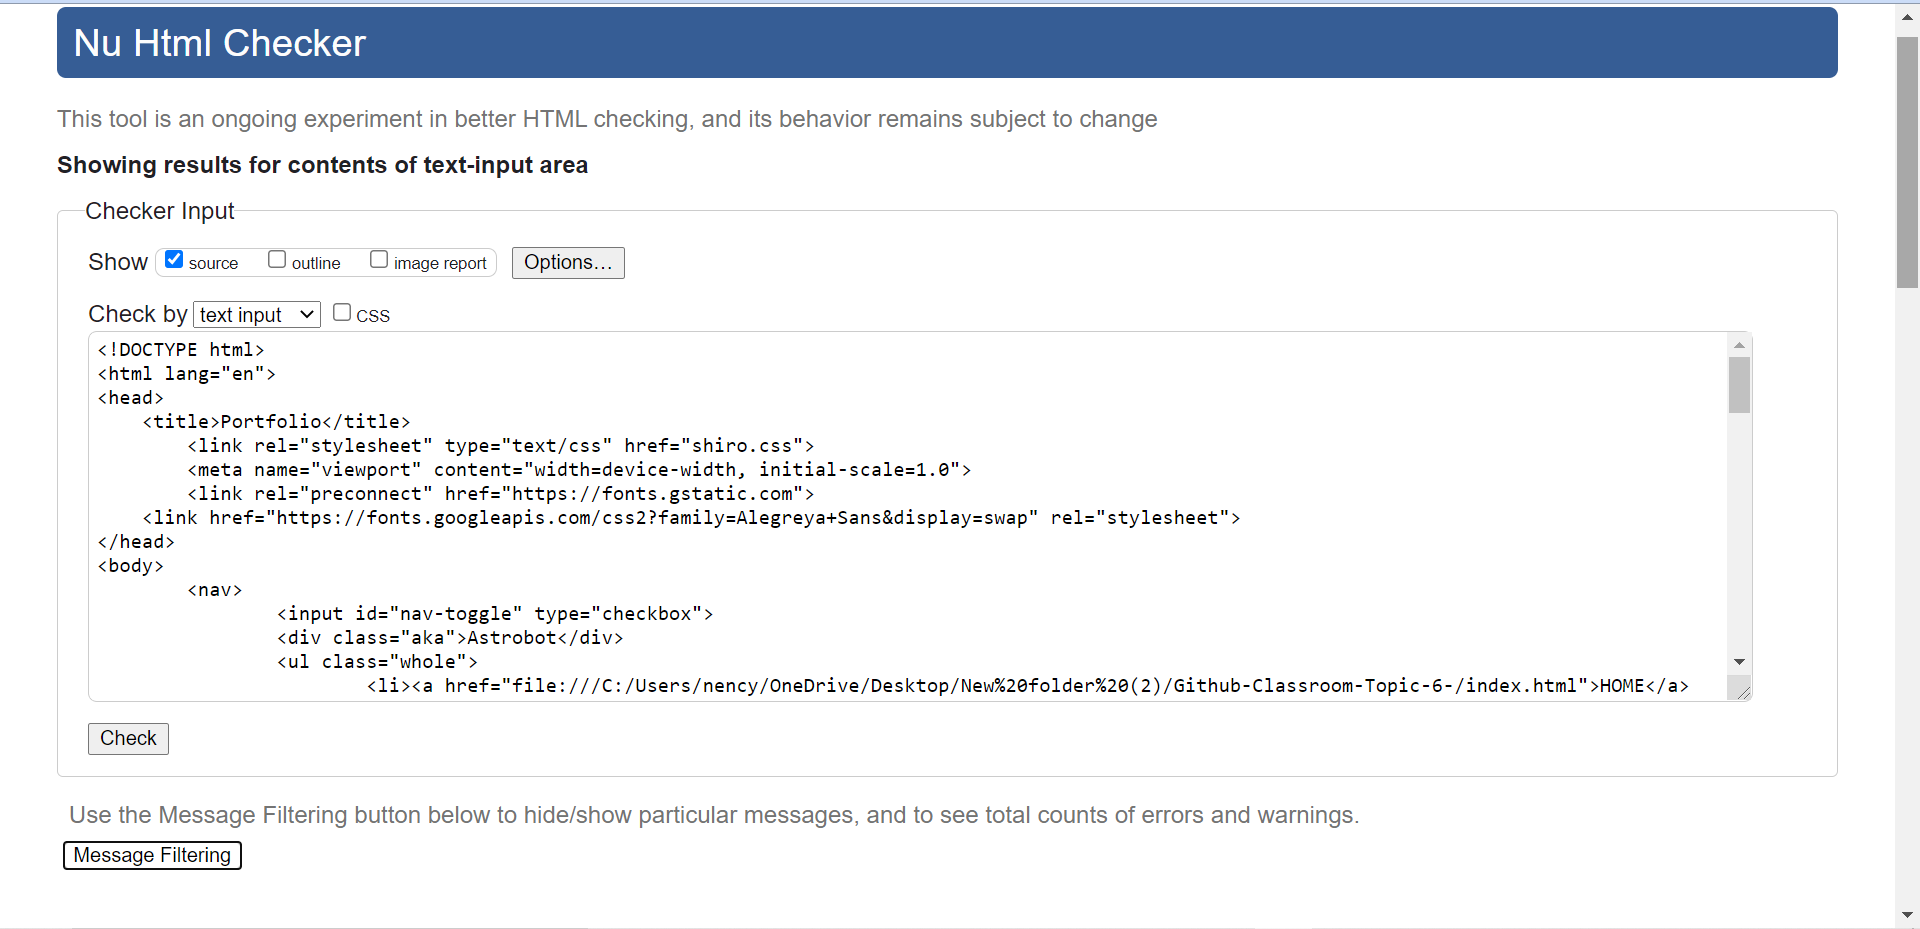 Nu Html Checker
This tool is an ongoing experiment in better HTML checking, and its behavior remains subject to change
Showing results for contents of text-input area
Checker Input
Show source outline image report Options...
Check by text input CSS
<!DOCTYPE html>
<html lang="en">
<head>
    <title>Portfolio</title>
        <link rel="stylesheet" type="text/css" href="shiro.css">
        <meta name="viewport" content="width=device-width, initial-scale=1.0">
        <link rel="preconnect" href="https://fonts.gstatic.com">
    <link href="https://fonts.googleapis.com/css2?family=Alegreya+Sans&display=swap" rel="stylesheet">
</head>
<body>
        <nav>
                <input id="nav-toggle" type="checkbox">
                <div class="aka">Astrobot</div>
                <ul class="whole">
                        <li><a href="file:///C:/Users/nency/OneDrive/Desktop/New%20folder%20(2)/Github-Classroom-Topic-6-/index.html">HOME</a>
Check
Use the Message Filtering button below to hide/show particular messages, and to see total counts of errors and warnings.
Message Filtering